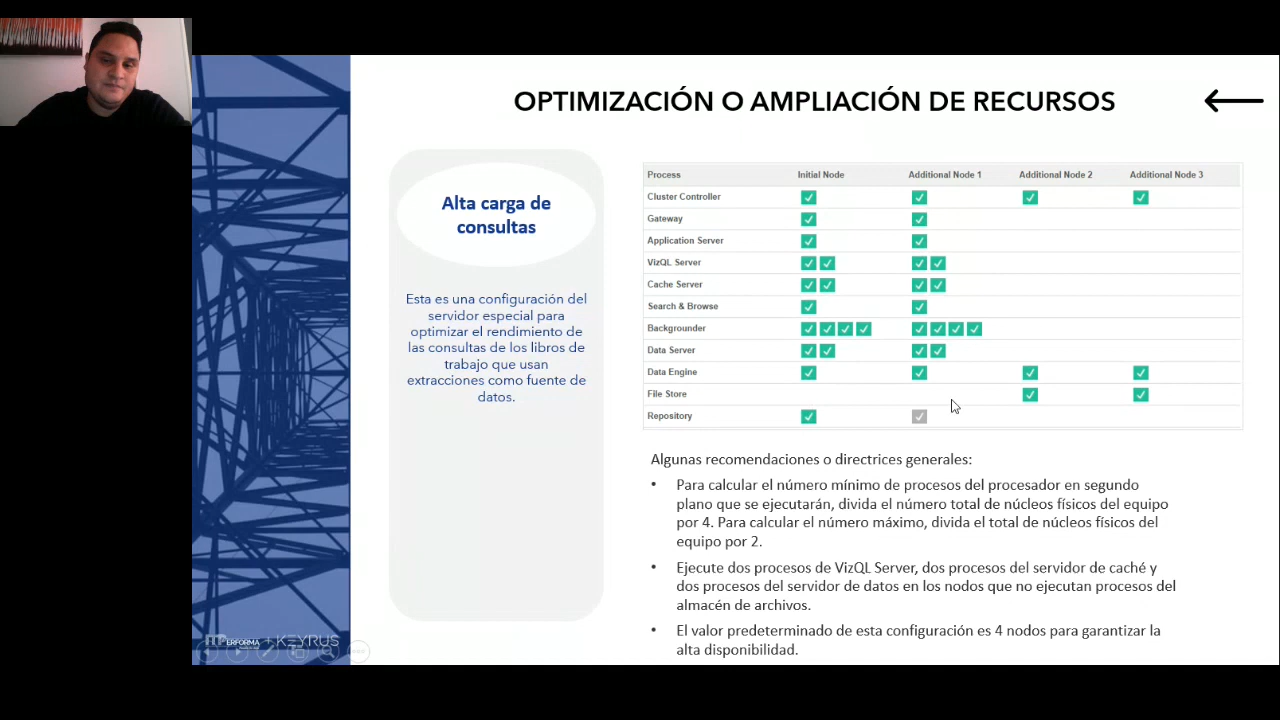 OPTIMIZACIÓN O AMPLIACIÓN DE RECURSOS
Alta carga de
consultas
Esta es una configuración del
servidor especial para
optimizar el rendimiento de
las consultas de los libros de
trabajo que usan
extracciones como fuente de
datos.
Process Initial Node Additional Node 1 Additional Node 2 Additional Node 3
Cluster Controller
Gateway
Application Server
VizQL Server
Cache Server
Search & Browse
Backgrounder
Data Server
Data Engine
File Store
Repository
Algunas recomendaciones o directrices generales:
• Para calcular el número mínimo de procesos del procesador en segundo
plano que se ejecutarán, divida el número total de núcleos físicos del equipo
por 4. Para calcular el número máximo, divida el total de núcleos físicos del
equipo por 2.
• Ejecute dos procesos de VizQL Server, dos procesos del servidor de caché y
dos procesos del servidor de datos en los nodos que no ejecutan procesos del
almacén de archivos.
• El valor predeterminado de esta configuración es 4 nodos para garantizar la
alta disponibilidad.
+ KEYRUS